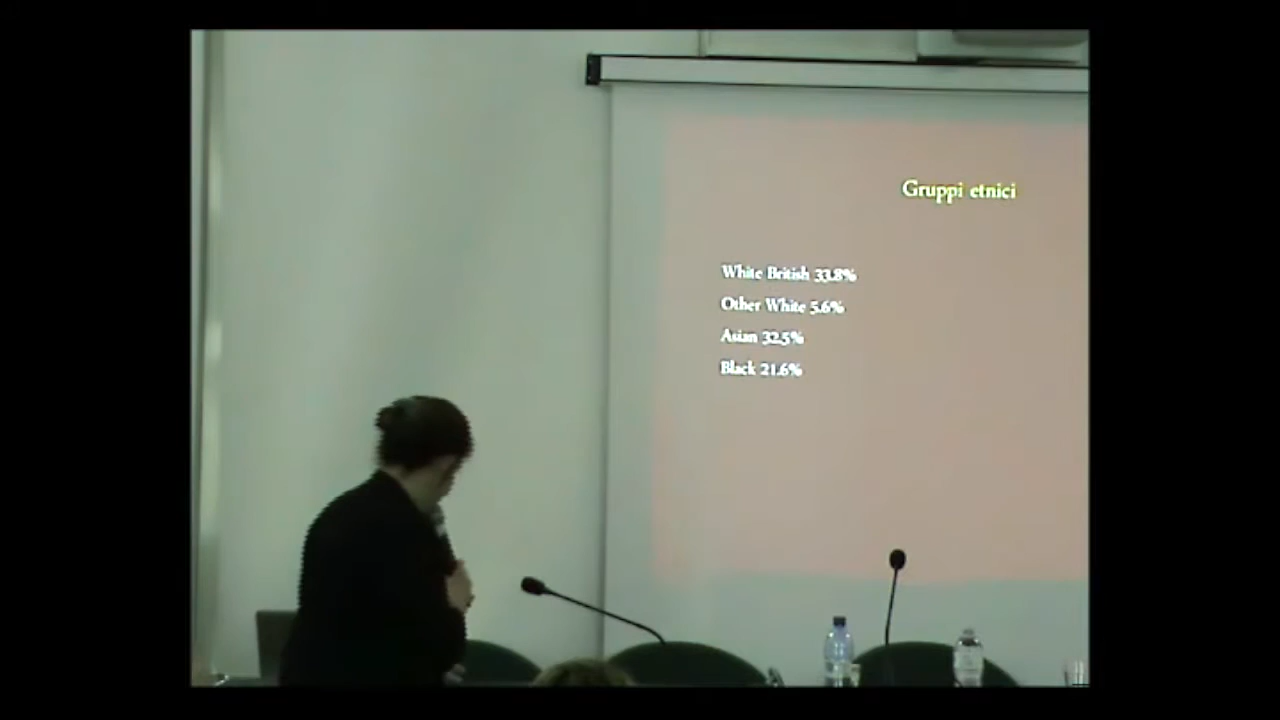 Gruppi etnici
White British 33.8%
Other White 5.6%
Asian 32.5%
Black 21.6%